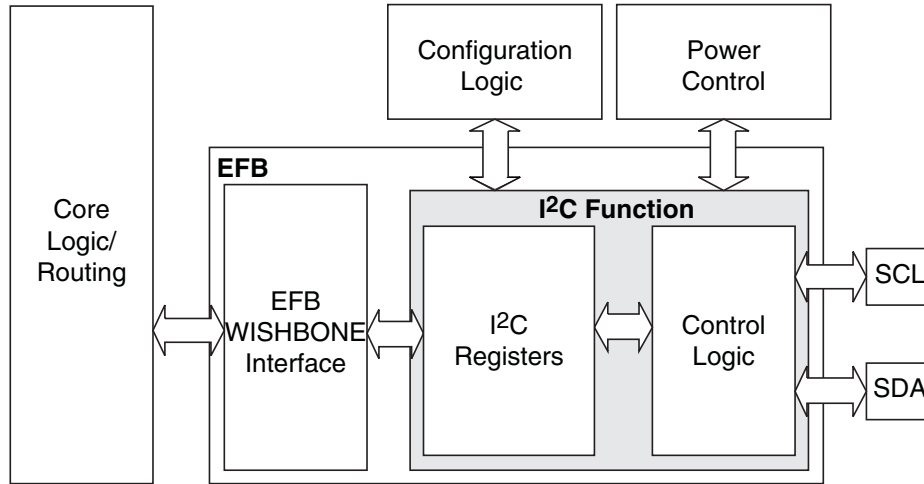 Configuration
Logic
Power
Control
EFB
I²C Function
Core
Logic/
Routing
EFB
WISHBONE
Interface
I²C
Registers
Control
Logic
SCL
SDA